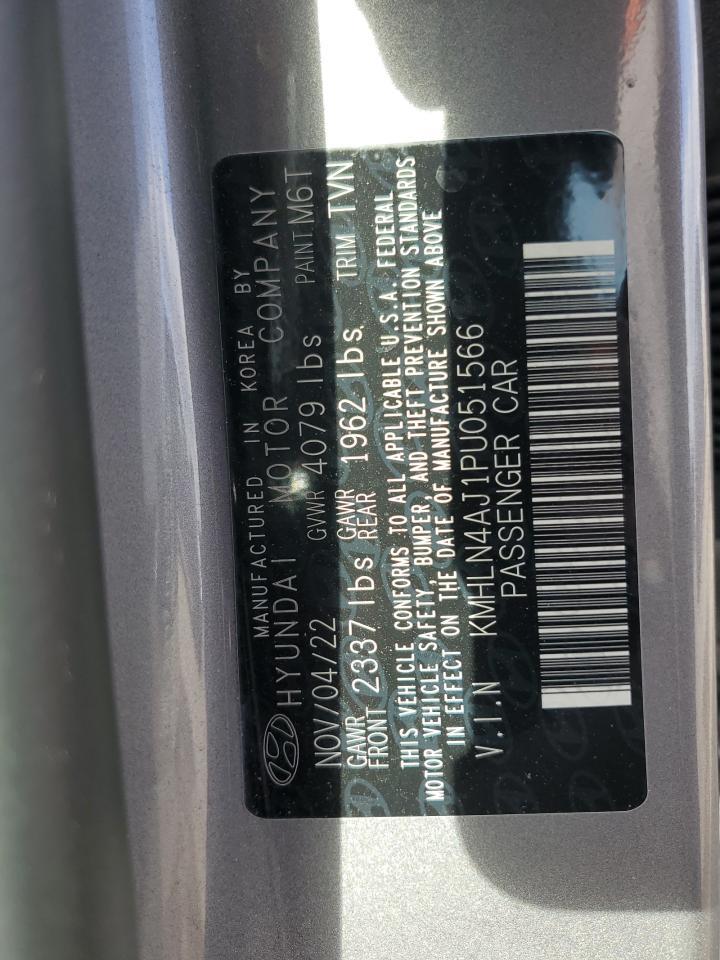 MANUFACTURED IN KOREA BY
HYUNDAI MOTOR COMPANY
NOV/04/22 GVWR 4079 lbs PAINT M6T
GAWR FRONT 2337 lbs GAWR REAR 1962 lbs. TRIM TVN
THIS VEHICLE CONFORMS TO ALL APPLICABLE U.S.A. FEDERAL
MOTOR VEHICLE SAFETY, BUMPER, AND THEFT PREVENTION STANDARDS
IN EFFECT ON THE DATE OF MANUFACTURE SHOWN ABOVE
V.I.N KMHLN4AJ1PU051566
PASSENGER CAR